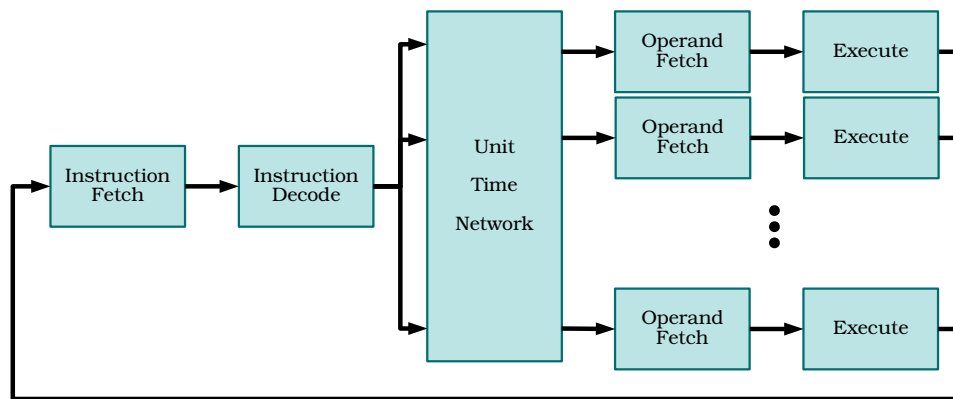 Operand
Fetch
Execute
Operand
Fetch
Execute
Instruction
Fetch
Instruction
Decode
Unit
Time
Network
Operand
Fetch
Execute